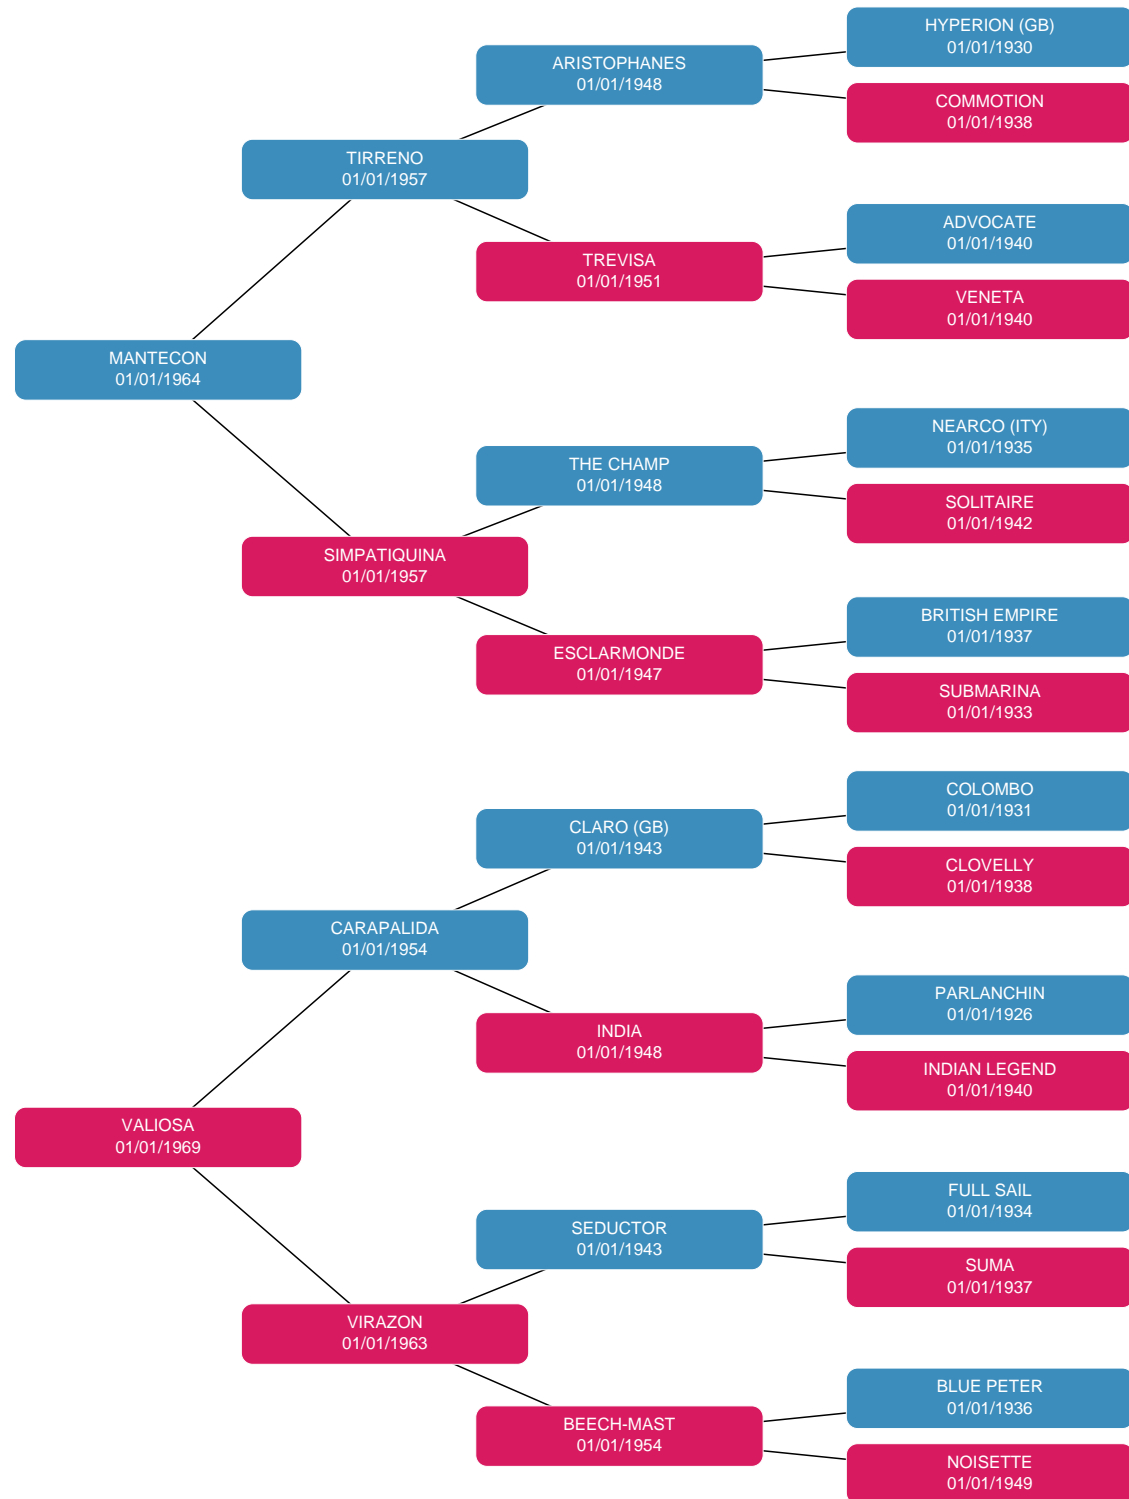 HYPERION (GB)
01/01/1930
ARISTOPHANES
01/01/1948
COMMOTION
01/01/1938
TIRRENO
01/01/1957
ADVOCATE
01/01/1940
TREVISA
01/01/1951
VENETA
01/01/1940
MANTECON
01/01/1964
NEARCO (ITY)
01/01/1935
THE CHAMP
01/01/1948
SOLITAIRE
01/01/1942
SIMPATIQUINA
01/01/1957
BRITISH EMPIRE
01/01/1937
ESCLARMONDE
01/01/1947
SUBMARINA
01/01/1933
COLOMBO
01/01/1931
CLARO (GB)
01/01/1943
CLOVELLY
01/01/1938
CARAPALIDA
01/01/1954
PARLANCHIN
01/01/1926
INDIA
01/01/1948
INDIAN LEGEND
01/01/1940
VALIOSA
01/01/1969
FULL SAIL
01/01/1934
SEDUCTOR
01/01/1943
SUMA
01/01/1937
VIRAZON
01/01/1963
BLUE PETER
01/01/1936
BEECH-MAST
01/01/1954
NOISETTE
01/01/1949